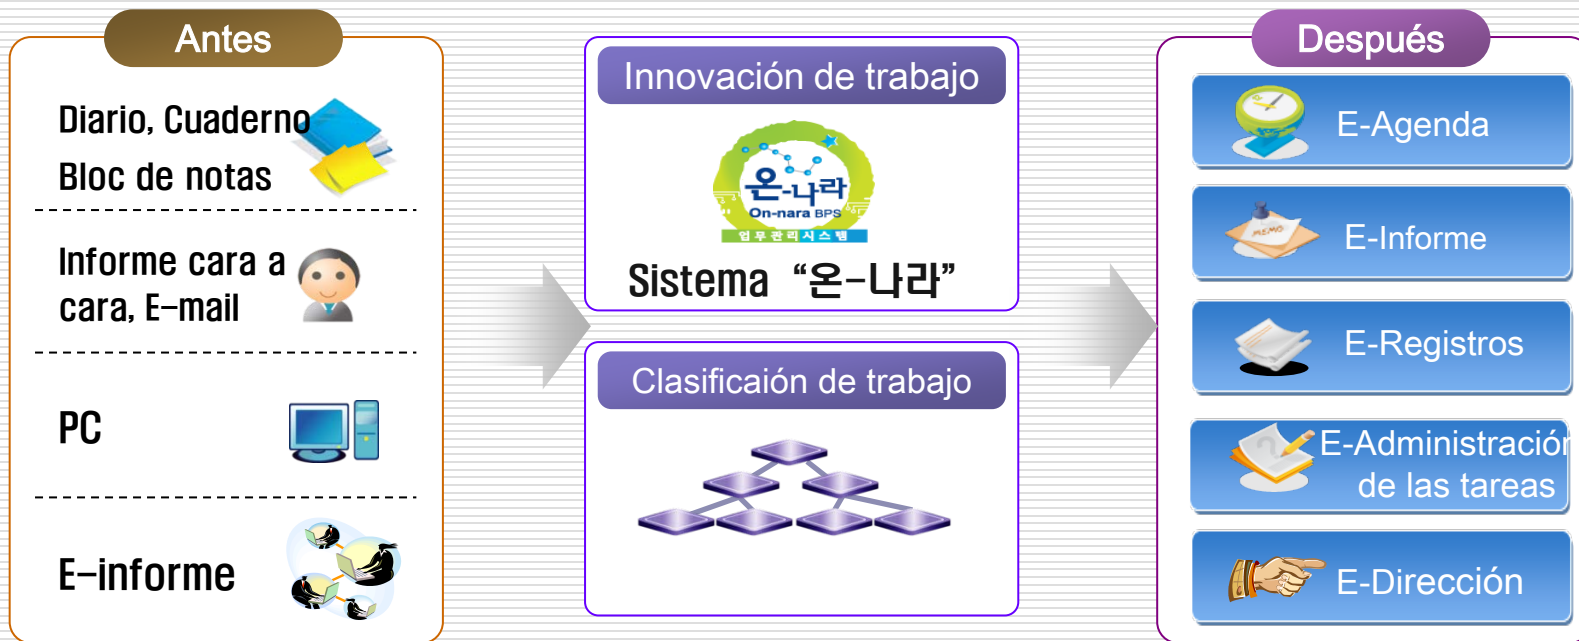 Antes
Diario, Cuaderno
Bloc de notas
Informe cara a
cara, E-mail
PC
E-informe
Innovación de trabajo
온-나라
On-nara BPS
업무관리시스템
Sistema “온-나라”
Clasificaión de trabajo
Después
E-Agenda
MEMO
E-Informe
E-Registros
E-Administración
de las tareas
E-Dirección